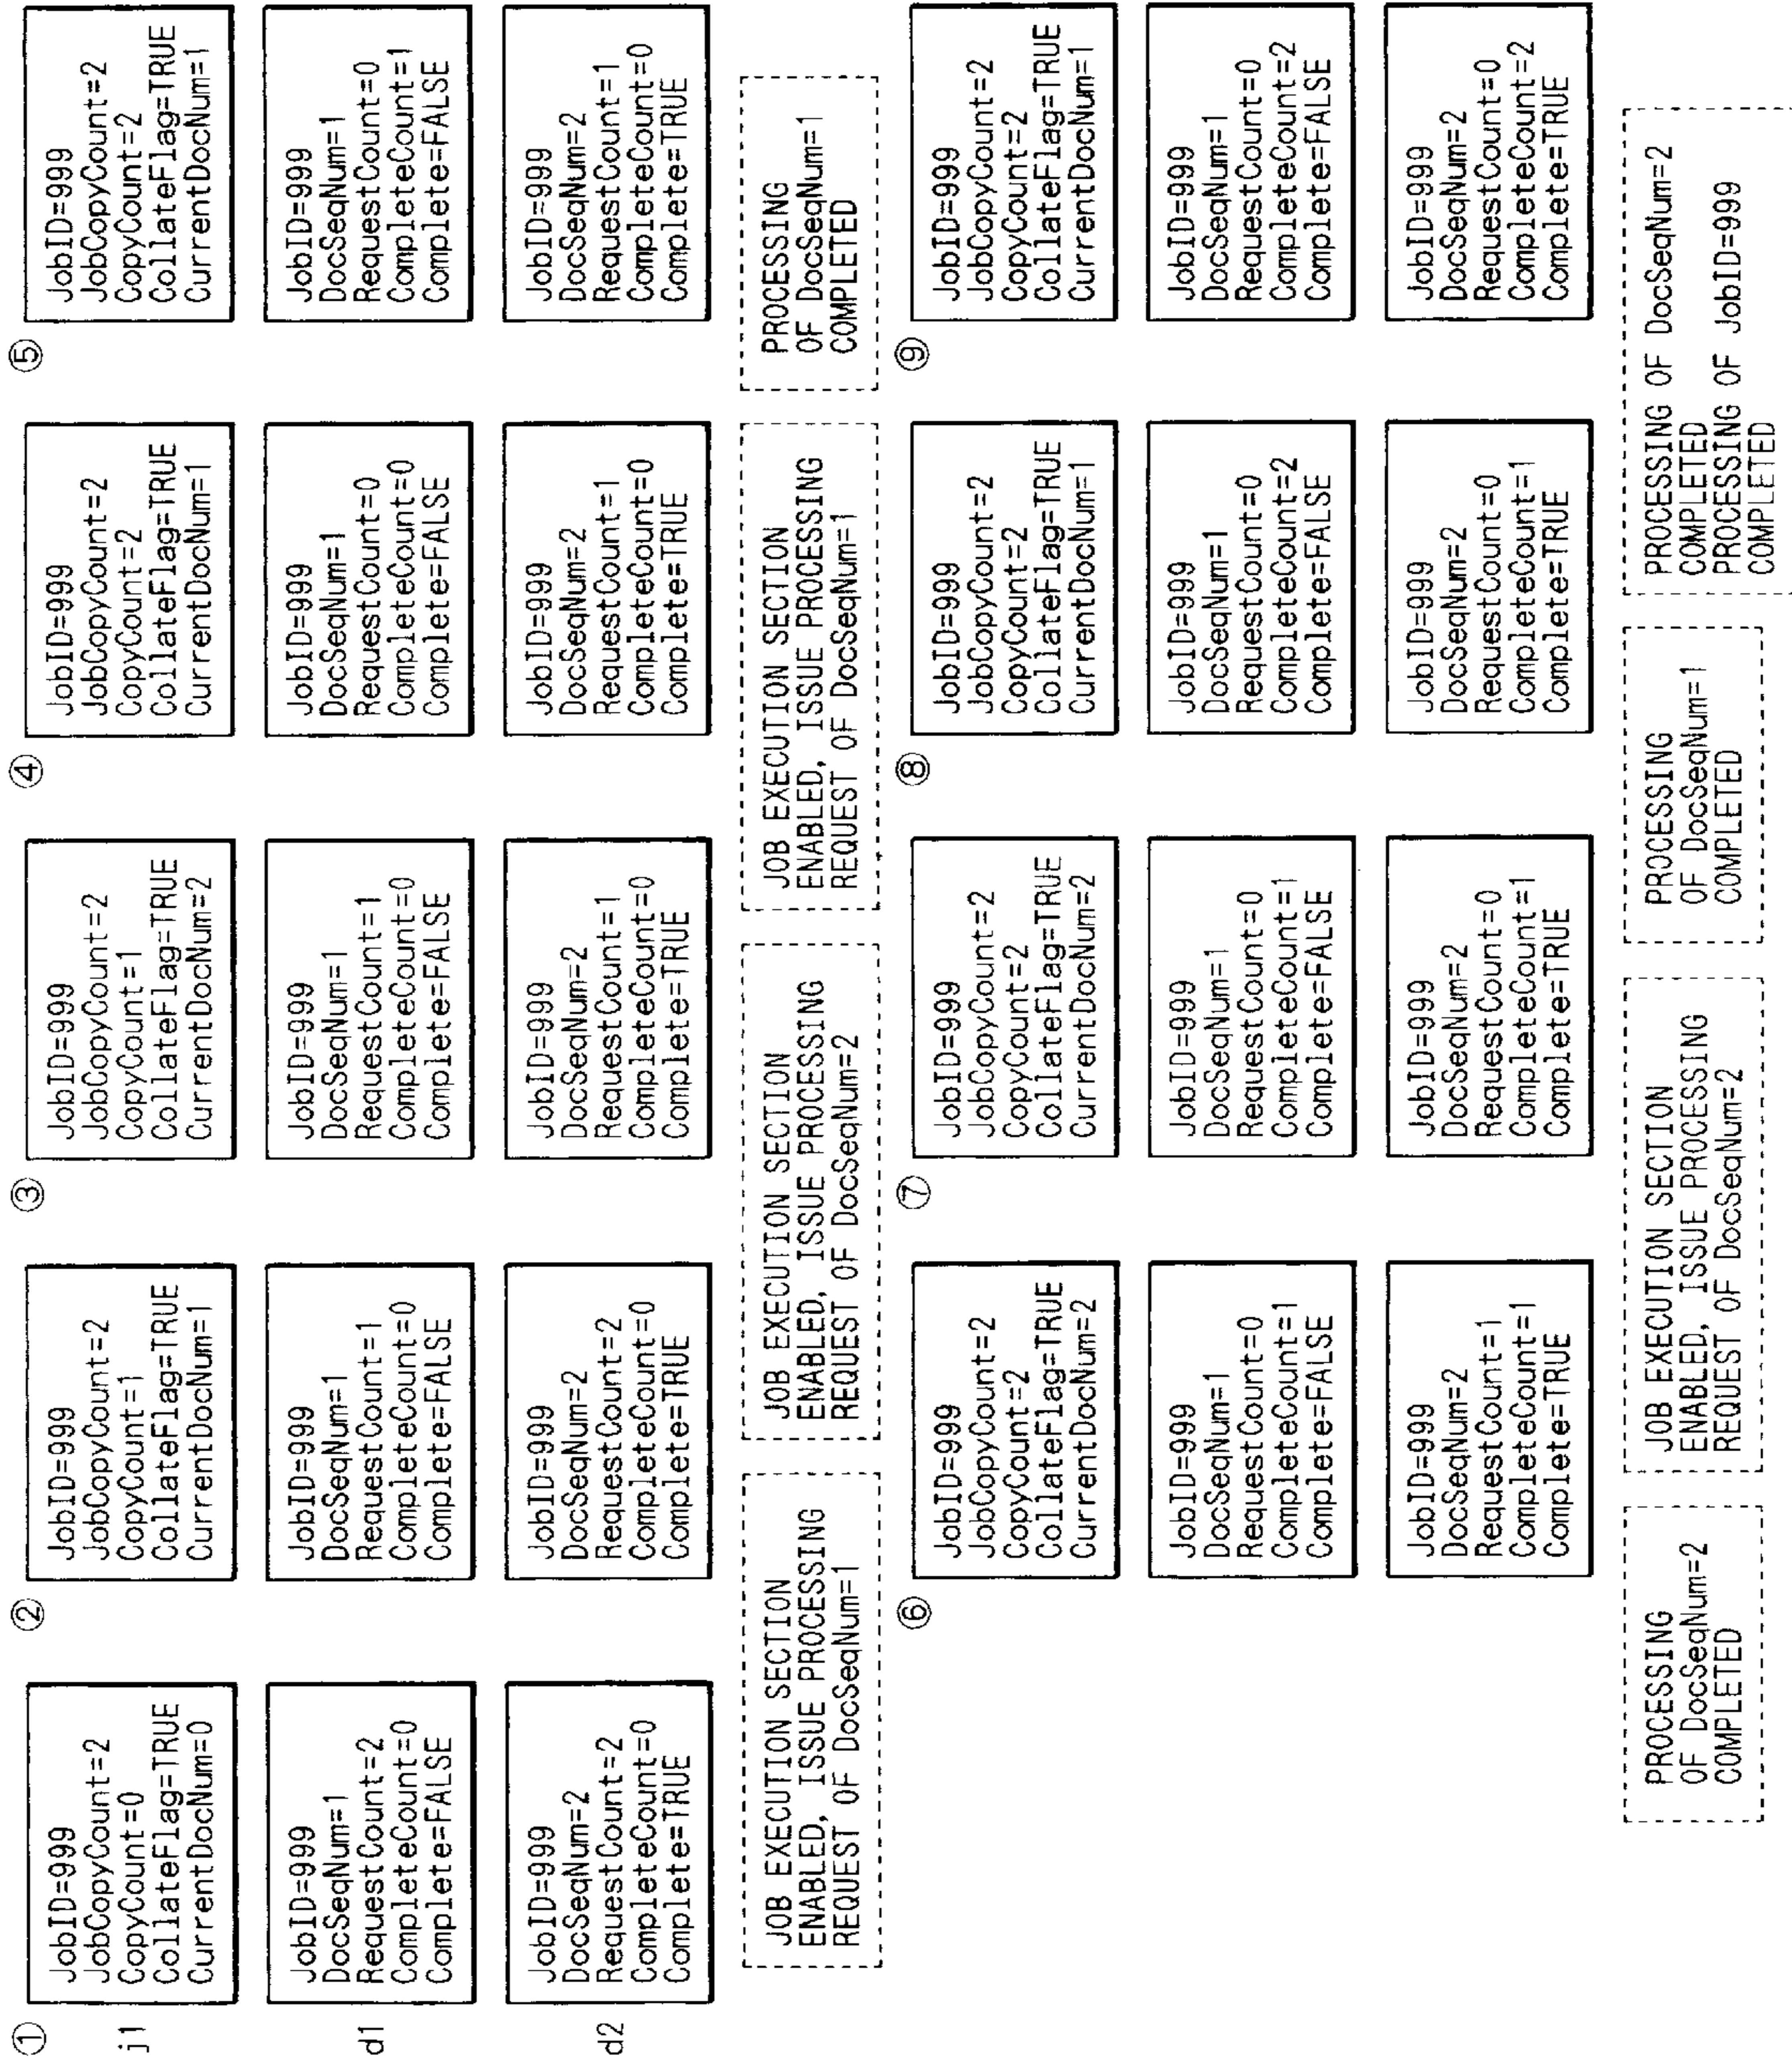 ①
j1
JobID=999
JobCopyCount=2
CopyCount=0
CollateFlag=TRUE
CurrentDocNum=0
d1
JobID=999
DocSeqNum=1
RequestCount=2
CompleteCount=0
Complete=FALSE
d2
JobID=999
DocSeqNum=2
RequestCount=2
CompleteCount=0
Complete=TRUE
JOB EXECUTION SECTION
ENABLED, ISSUE PROCESSING
REQUEST OF DocSeqNum=1
②
JobID=999
JobCopyCount=2
CopyCount=1
CollateFlag=TRUE
CurrentDocNum=1
JobID=999
DocSeqNum=1
RequestCount=1
CompleteCount=0
Complete=FALSE
JobID=999
DocSeqNum=2
RequestCount=2
CompleteCount=0
Complete=TRUE
JOB EXECUTION SECTION
ENABLED, ISSUE PROCESSING
REQUEST OF DocSeqNum=2
③
JobID=999
JobCopyCount=2
CopyCount=1
CollateFlag=TRUE
CurrentDocNum=2
JobID=999
DocSeqNum=1
RequestCount=1
CompleteCount=0
Complete=FALSE
JobID=999
DocSeqNum=2
RequestCount=1
CompleteCount=0
Complete=TRUE
JOB EXECUTION SECTION
ENABLED, ISSUE PROCESSING
REQUEST OF DocSeqNum=1
④
JobID=999
JobCopyCount=2
CopyCount=2
CollateFlag=TRUE
CurrentDocNum=1
JobID=999
DocSeqNum=1
RequestCount=0
CompleteCount=0
Complete=FALSE
JobID=999
DocSeqNum=2
RequestCount=1
CompleteCount=0
Complete=TRUE
PROCESSING
OF DocSeqNum=1
COMPLETED
⑤
JobID=999
JobCopyCount=2
CopyCount=2
CollateFlag=TRUE
CurrentDocNum=1
JobID=999
DocSeqNum=1
RequestCount=0
CompleteCount=1
Complete=FALSE
JobID=999
DocSeqNum=2
RequestCount=1
CompleteCount=0
Complete=TRUE
PROCESSING
OF DocSeqNum=2
COMPLETED
⑥
JobID=999
JobCopyCount=2
CopyCount=2
CollateFlag=TRUE
CurrentDocNum=2
JobID=999
DocSeqNum=1
RequestCount=0
CompleteCount=1
Complete=FALSE
JobID=999
DocSeqNum=2
RequestCount=1
CompleteCount=1
Complete=TRUE
JOB EXECUTION SECTION
ENABLED, ISSUE PROCESSING
REQUEST OF DocSeqNum=2
⑦
JobID=999
JobCopyCount=2
CopyCount=2
CollateFlag=TRUE
CurrentDocNum=2
JobID=999
DocSeqNum=1
RequestCount=0
CompleteCount=1
Complete=FALSE
JobID=999
DocSeqNum=2
RequestCount=0
CompleteCount=1
Complete=TRUE
PROCESSING
OF DocSeqNum=1
COMPLETED
⑧
JobID=999
JobCopyCount=2
CopyCount=2
CollateFlag=TRUE
CurrentDocNum=1
JobID=999
DocSeqNum=1
RequestCount=0
CompleteCount=2
Complete=FALSE
JobID=999
DocSeqNum=2
RequestCount=0
CompleteCount=1
Complete=TRUE
PROCESSING OF DocSeqNum=2
COMPLETED
PROCESSING OF JobID=999
COMPLETED
⑨
JobID=999
JobCopyCount=2
CopyCount=2
CollateFlag=TRUE
CurrentDocNum=1
JobID=999
DocSeqNum=1
RequestCount=0
CompleteCount=2
Complete=FALSE
JobID=999
DocSeqNum=2
RequestCount=0
CompleteCount=2
Complete=TRUE